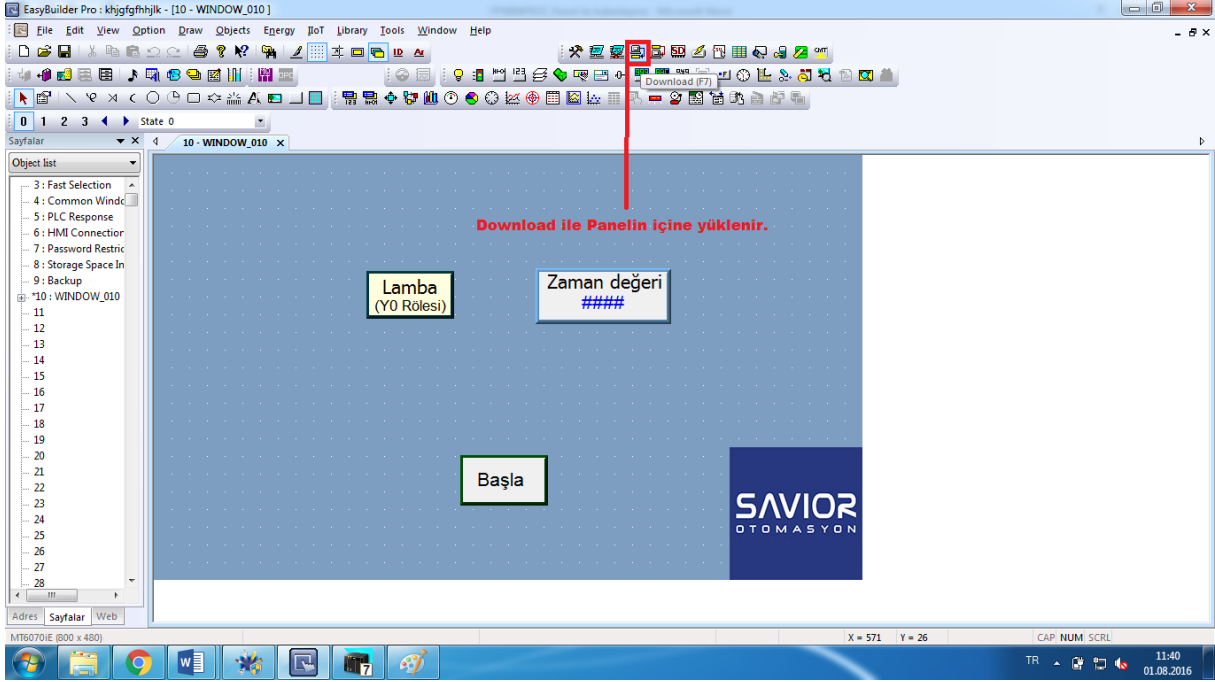 EasyBuilder Pro : khjgfgfhhjlk - [10 - WINDOW_010 ]
File Edit View Option Draw Objects Energy IIoT Library Tools Window Help
Download (F7)
0 1 2 3 State 0
Sayfalar
10 - WINDOW_010
Object list
3 : Fast Selection
4 : Common Windo
5 : PLC Response
6 : HMI Connection
7 : Password Restric
8 : Storage Space In
9 : Backup
*10 : WINDOW_010
11
12
13
14
15
16
17
18
19
20
21
22
23
24
25
26
27
28
Download ile Panelin içine yüklenir.
Lamba
(Y0 Rölesi)
Zaman değeri
####
Başla
SAVIOR
OTOMASYON
Adres Sayfalar Web
MT6070iE (800 x 480) X = 571 Y = 26 CAP NUM SCRL
TR 11:40
01.08.2016